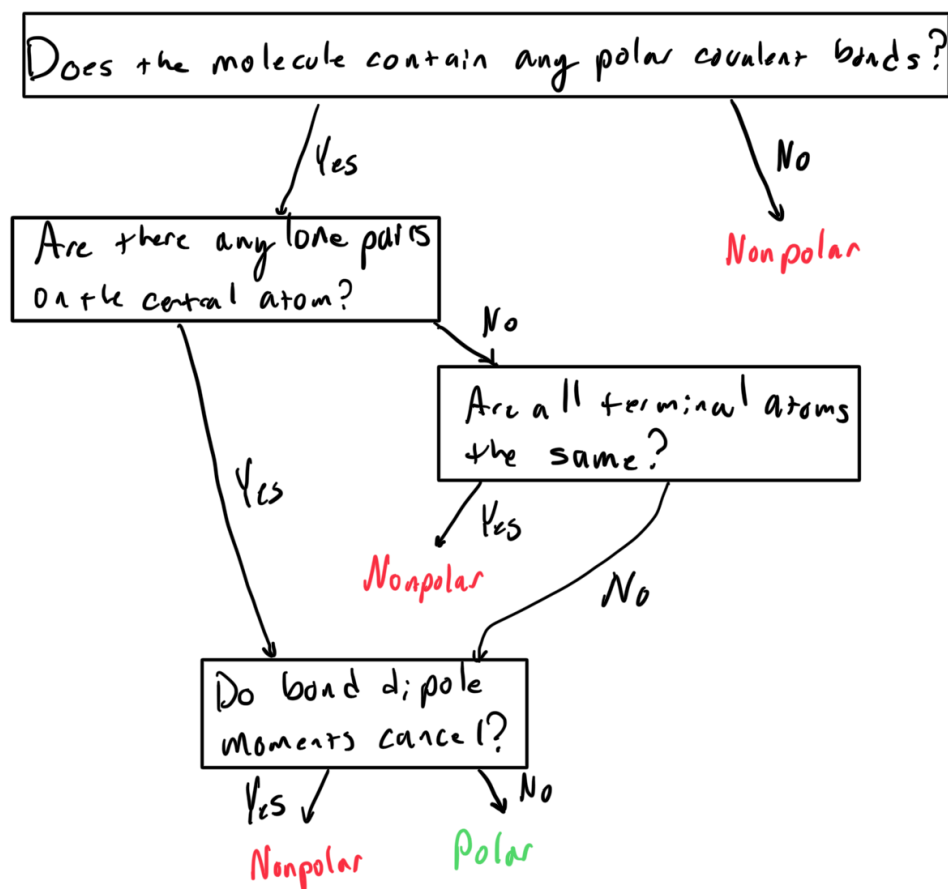 Does the molecule contain any polar covalent bonds?
Yes
No
Are there any lone pairs
on the central atom?
Nonpolar
No
Are all terminal atoms
the same?
Yes
Yes
Nonpolar
No
Do bond dipole
moments cancel?
Yes
No
Nonpolar
Polar